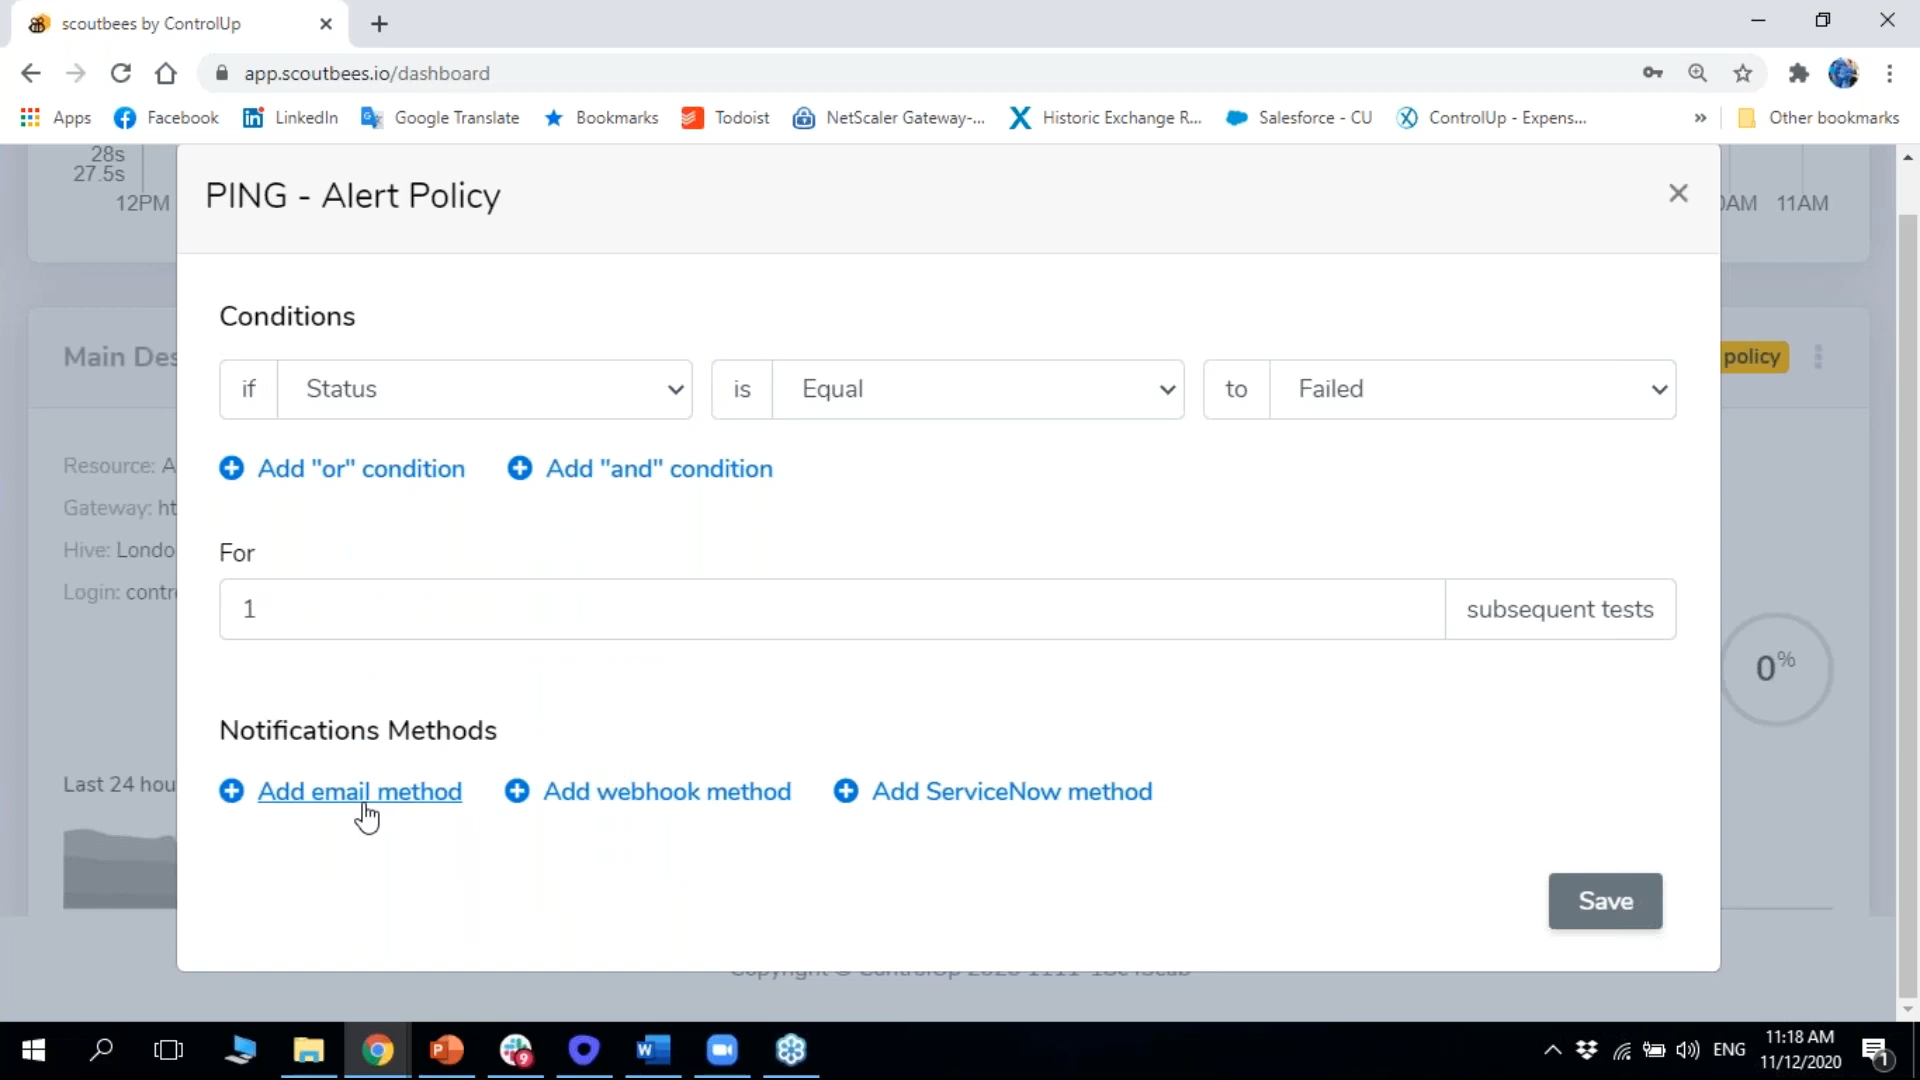 scoutbees by ControlUp
app.scoutbees.io/dashboard
Apps Facebook LinkedIn Google Translate Bookmarks Todoist NetScaler Gateway-... Historic Exchange R... Salesforce - CU ControlUp - Expens... » Other bookmarks
28s
27.5s
12PM
11AM
PING - Alert Policy
Conditions
if Status is Equal to Failed
Add "or" condition Add "and" condition
For
1 subsequent tests
Notifications Methods
Add email method Add webhook method Add ServiceNow method
Save
Main Des
policy
Resource: A
Gateway: ht
Hive: Londo
Login: contr
0%
Last 24 hou
9
ENG
11:18 AM
11/12/2020
1